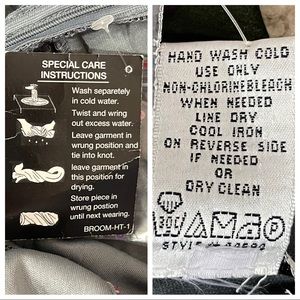 SPECIAL CARE
INSTRUCTIONS
Wash separetely
in cold water.
Twist and wring
out excess water.
Leave garment in
wrung position and
tie into knot.
leave garment in
this position for
drying.
Store piece in
wrung position
until next wearing.
BROOM-HT-1
HAND WASH COLD
USE ONLY
NON-CHLORINEBLEACH
WHEN NEEDED
LINE DRY
COOL IRON
ON REVERSE SIDE
IF NEEDED
OR
DRY CLEAN
STYLE